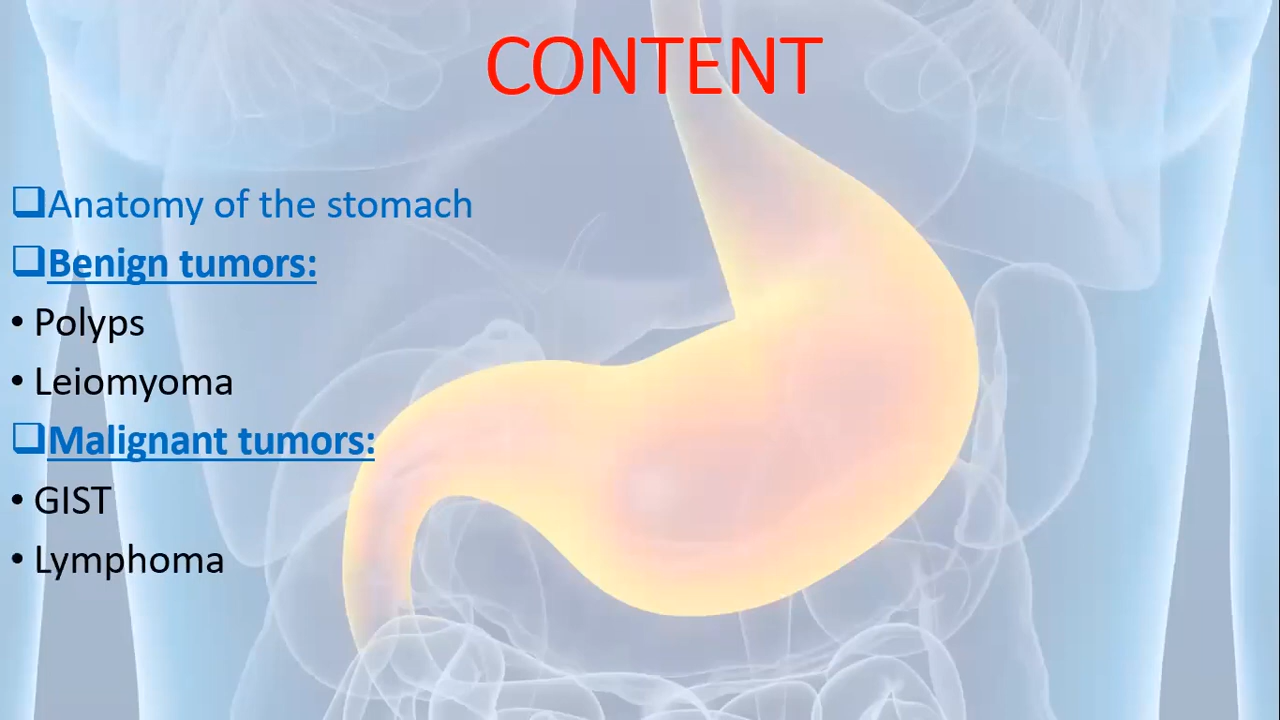 CONTENT
❑Anatomy of the stomach
❑Benign tumors:
• Polyps
• Leiomyoma
❑Malignant tumors:
• GIST
• Lymphoma